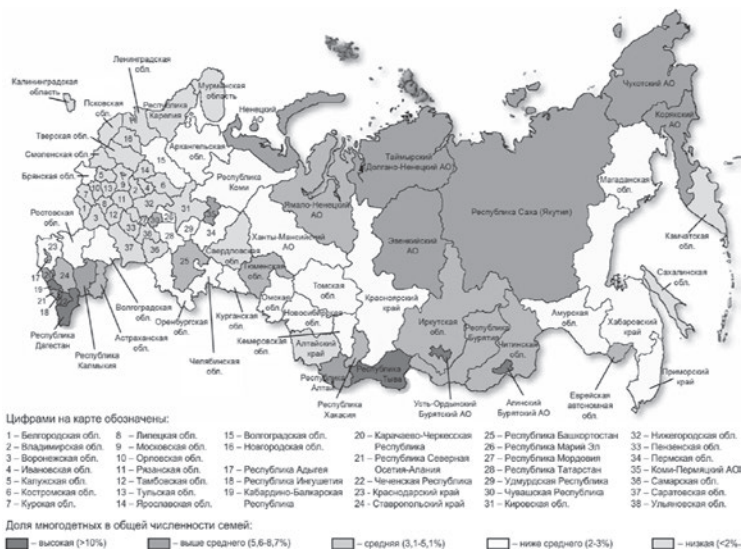 Калининградская
область
Ленинградская
обл.
Мурманская
область
Псковская
обл.
Республика
Карелия
Ненецкий
АО
Тверская обл.
Смоленская обл.
Брянская обл.
Архангельская
обл.
Республика
Коми
Ростовская
обл.
Ямало-Ненецкий
АО
Таймырский
(Долгано-Ненецкий АО)
Эвенкийский
АО
Республика Саха (Якутия)
Чукотский АО
Корякский
АО
Магаданская
обл.
Камчатская
обл.
Сахалинская
обл.
Свердловская
обл.
Ханты-Мансийский
АО
Тюменская
обл.
Томская
обл.
Омская
обл.
Новосибирская
обл.
Красноярский
край
Алтайский
край
Иркутская
обл.
Республика
Бурятия
Читинская
обл.
Амурская
обл.
Хабаровский
край
Приморский
край
Еврейская
автономная обл.
Республика
Дагестан
Республика
Калмыкия
Астраханская
обл.
Волгоградская
обл.
Оренбургская
обл.
Челябинская
обл.
Курганская
обл.
Кемеровская
обл.
Республика
Алтай
Республика
Хакасия
Республика
Тыва
Усть-Ордынский
Бурятский АО
Агинский
Бурятский АО
Цифрами на карте обозначены:
1 – Белгородская обл.
2 – Владимирская обл.
3 – Воронежская обл.
4 – Ивановская обл.
5 – Калужская обл.
6 – Костромская обл.
7 – Курская обл.
8 – Липецкая обл.
9 – Московская обл.
10 – Орловская обл.
11 – Рязанская обл.
12 – Тамбовская обл.
13 – Тульская обл.
14 – Ярославская обл.
15 – Волгоградская обл.
16 – Новгородская обл.
17 – Республика Адыгея
18 – Республика Ингушетия
19 – Кабардино-Балкарская
Республика
20 – Карачаево-Черкесская
Республика
21 – Республика Северная
Осетия-Алания
22 – Чеченская Республика
23 – Краснодарский край
24 – Ставропольский край
25 – Республика Башкортостан
26 – Республика Марий Эл
27 – Республика Мордовия
28 – Республика Татарстан
29 – Удмурдская Республика
30 – Чувашская Республика
31 – Кировская обл.
32 – Нижегородская обл.
33 – Пензенская обл.
34 – Пермская обл.
35 – Коми-Пермяцкий АО
36 – Самарская обл.
37 – Саратовская обл.
38 – Ульяновская обл.
Доля многодетных в общей численности семей:
– высокая (>10%)
– выше среднего (5,6-8,7%)
– средняя (3,1-5,1%)
– ниже среднего (2-3%)
– низкая (<2%